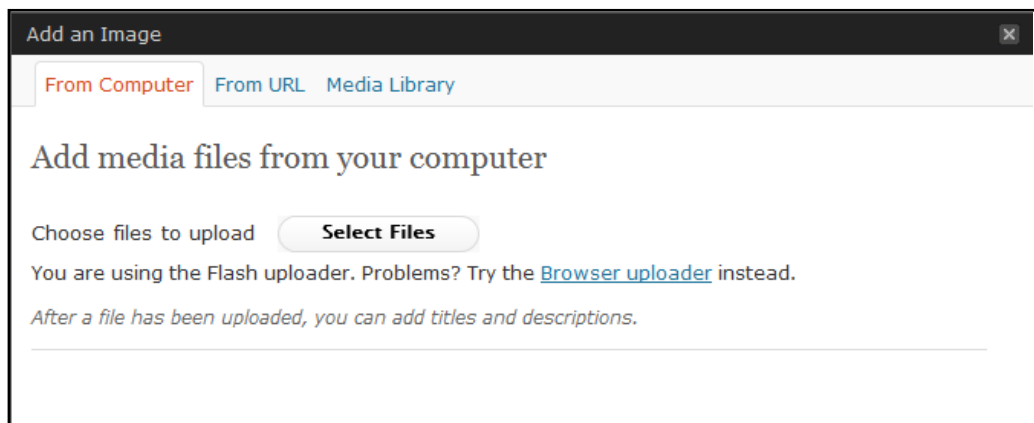 Add an Image
From Computer From URL Media Library
Add media files from your computer
Choose files to upload Select Files
You are using the Flash uploader. Problems? Try the Browser uploader instead.
After a file has been uploaded, you can add titles and descriptions.